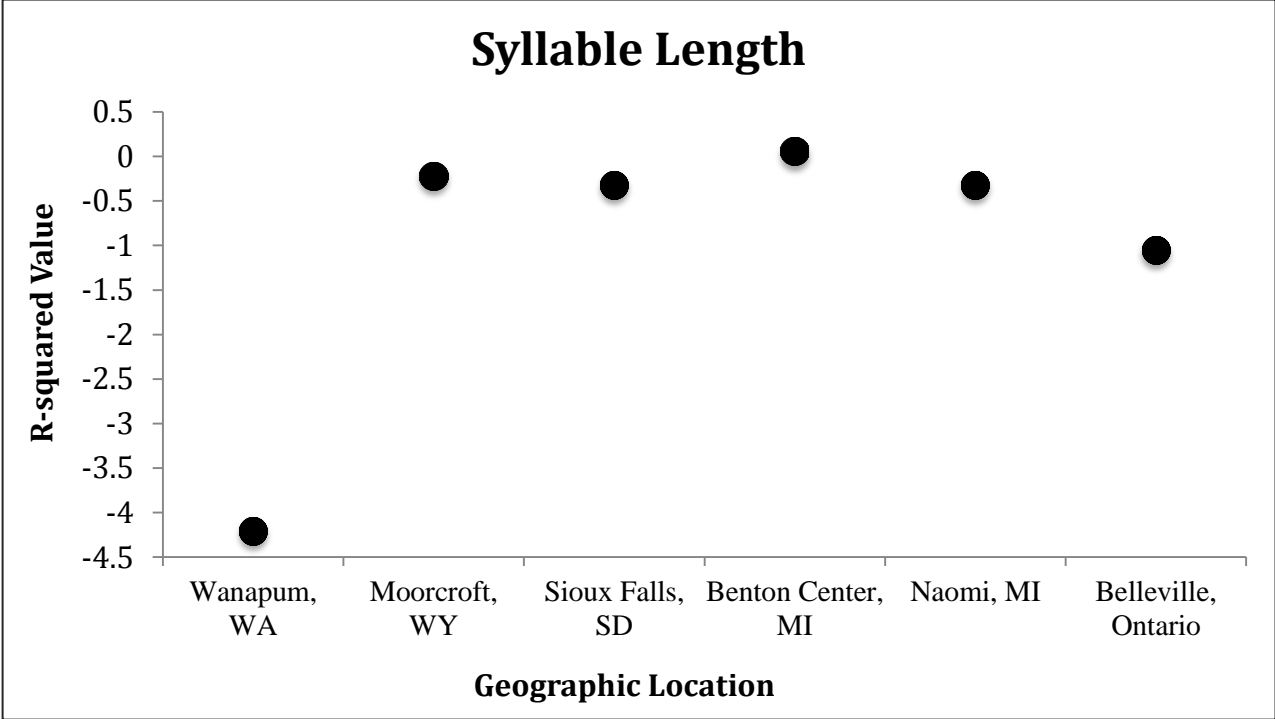 Syllable Length
0.5
0
-0.5
-1
-1.5
-2
-2.5
-3
-3.5
-4
-4.5
R-squared Value
Wanapum, WA
Moorcroft, WY
Sioux Falls, SD
Benton Center, MI
Naomi, MI
Belleville, Ontario
Geographic Location